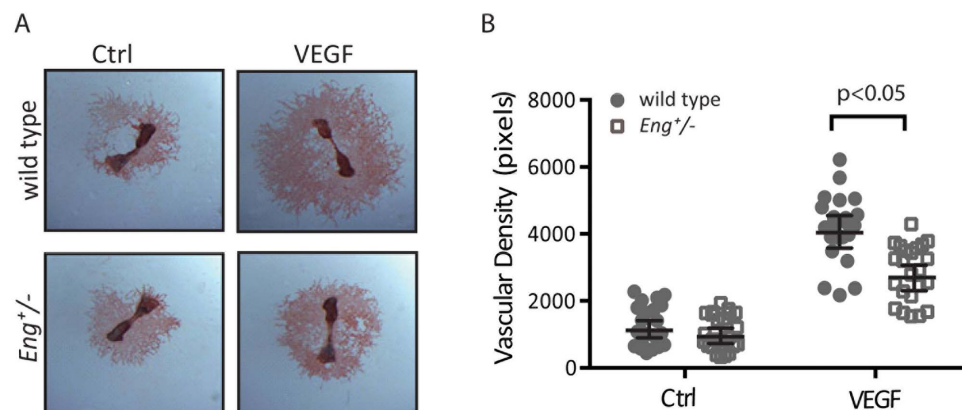 A
Ctrl
VEGF
wild type
Eng+/-
B
Vascular Density (pixels)
8000
6000
4000
2000
0
wild type
Eng+/-
p<0.05
Ctrl
VEGF